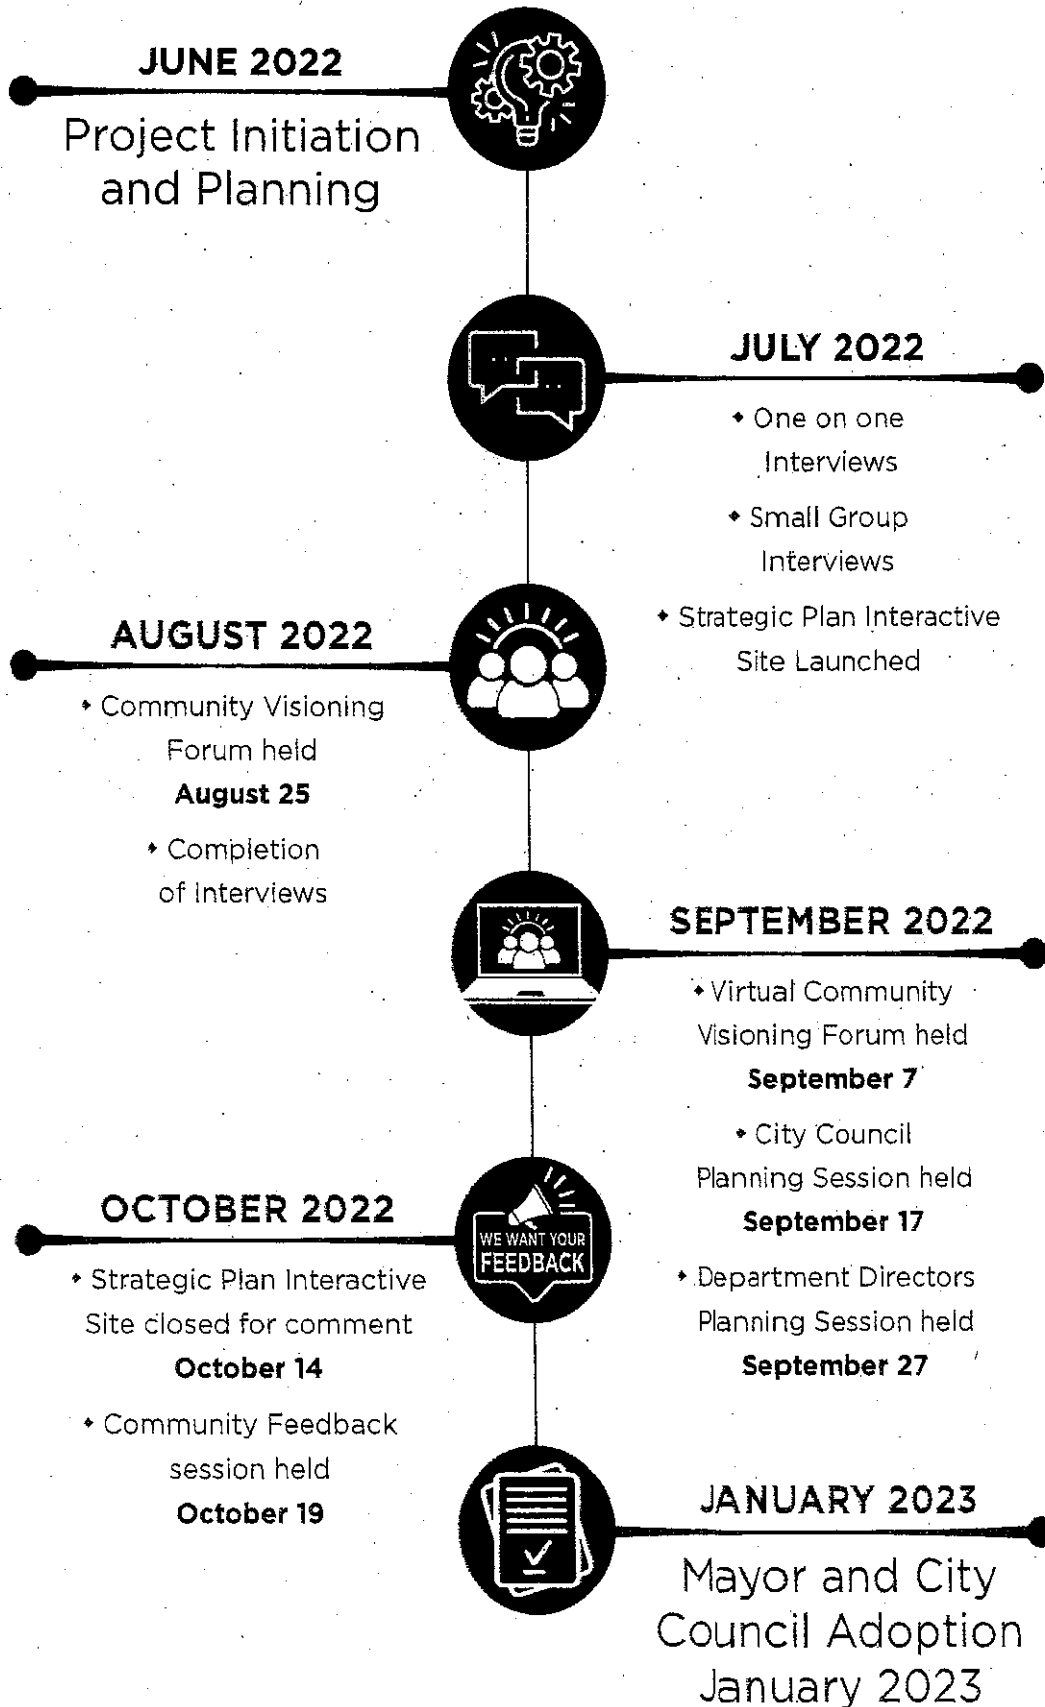 JUNE 2022
Project Initiation
and Planning
JULY 2022
• One on one
Interviews
• Small Group
Interviews
• Strategic Plan Interactive
Site Launched
AUGUST 2022
• Community Visioning
Forum held
August 25
• Completion
of Interviews
SEPTEMBER 2022
• Virtual Community
Visioning Forum held
September 7
• City Council
Planning Session held
September 17
• Department Directors
Planning Session held
September 27
OCTOBER 2022
• Strategic Plan Interactive
Site closed for comment
October 14
• Community Feedback
session held
October 19
WE WANT YOUR
FEEDBACK
JANUARY 2023
Mayor and City
Council Adoption
January 2023